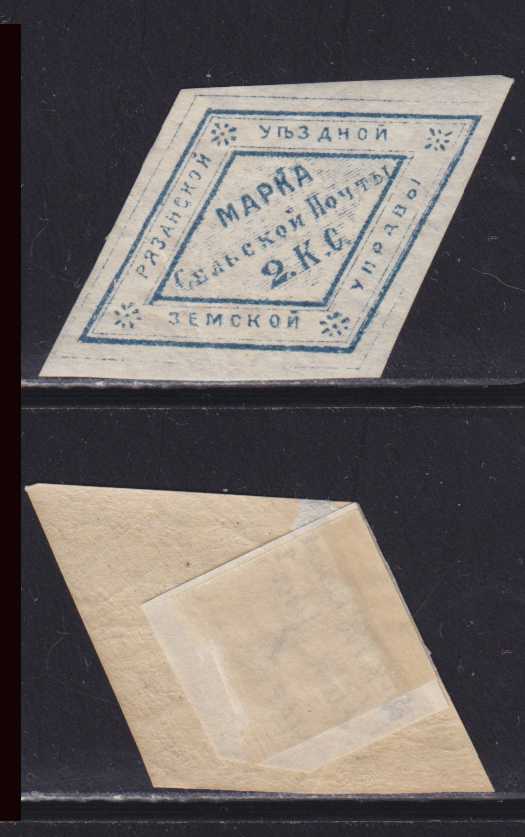 РЯЗАНСКОЙ
УѢЗДНОЙ
ЗЕМСКОЙ
УПРАВЫ
МАРКА
Сельской Почты
2.К.С.